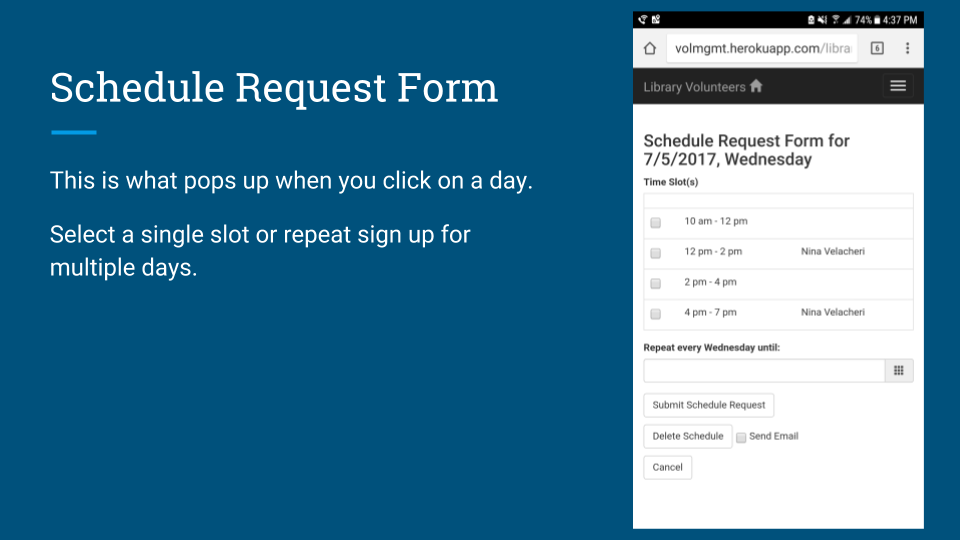 Schedule Request Form
This is what pops up when you click on a day.
Select a single slot or repeat sign up for
multiple days.
74% 4:37 PM
volmgmt.herokuapp.com/libra
6
Library Volunteers
Schedule Request Form for
7/5/2017, Wednesday
Time Slot(s)
10 am - 12 pm
12 pm - 2 pm Nina Velacheri
2 pm - 4 pm
4 pm - 7 pm Nina Velacheri
Repeat every Wednesday until:
Submit Schedule Request
Delete Schedule Send Email
Cancel